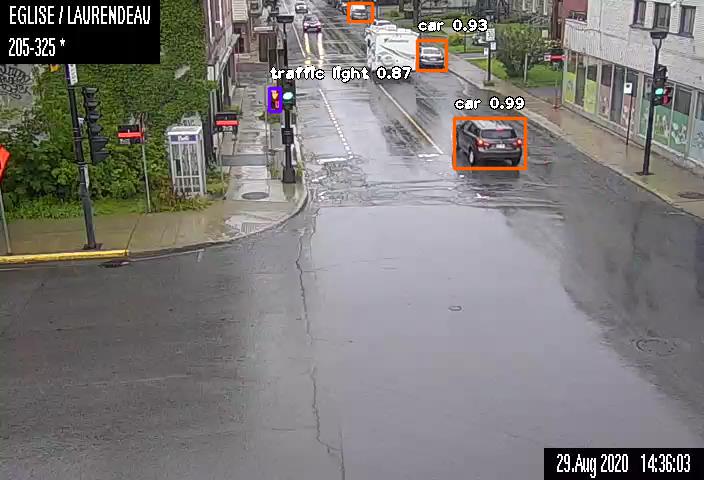 EGLISE / LAURENDEAU
205-325 *
car 0.93
traffic light 0.87
car 0.99
29.Aug 2020 14:36:03